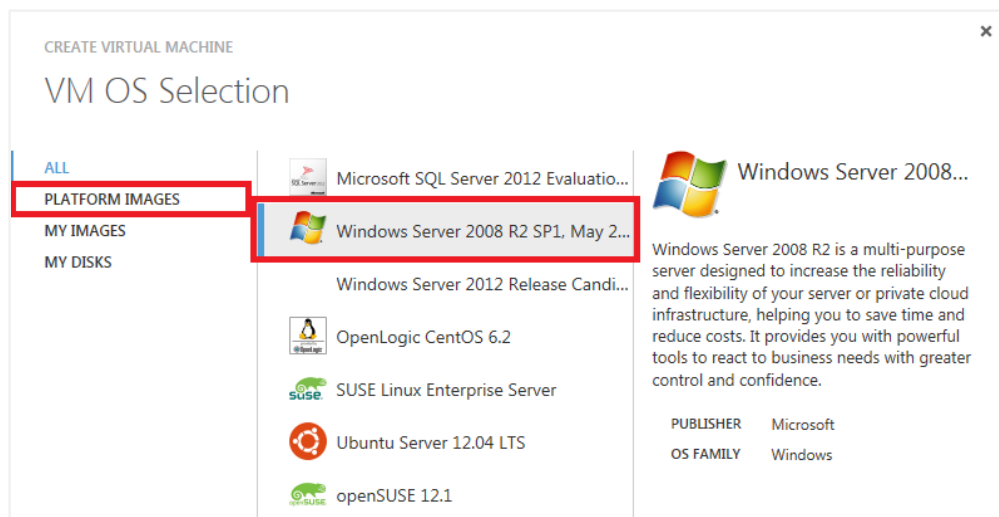 ×
CREATE VIRTUAL MACHINE
VM OS Selection
ALL
PLATFORM IMAGES
MY IMAGES
MY DISKS
Microsoft SQL Server 2012 Evaluatio...
Windows Server 2008 R2 SP1, May 2...
Windows Server 2012 Release Candi...
OpenLogic CentOS 6.2
SUSE Linux Enterprise Server
Ubuntu Server 12.04 LTS
openSUSE 12.1
Windows Server 2008...
Windows Server 2008 R2 is a multi-purpose
server designed to increase the reliability
and flexibility of your server or private cloud
infrastructure, helping you to save time and
reduce costs. It provides you with powerful
tools to react to business needs with greater
control and confidence.
PUBLISHER Microsoft
OS FAMILY Windows